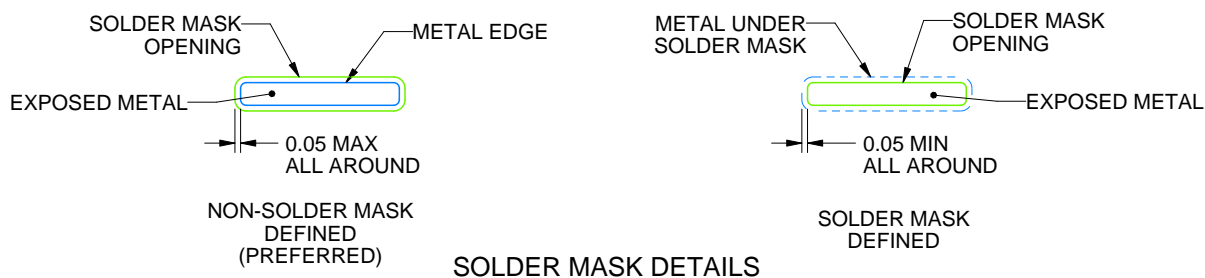 SOLDER MASK
OPENING
METAL EDGE
EXPOSED METAL
0.05 MAX
ALL AROUND
NON-SOLDER MASK
DEFINED
(PREFERRED)
METAL UNDER
SOLDER MASK
SOLDER MASK
OPENING
EXPOSED METAL
0.05 MIN
ALL AROUND
SOLDER MASK
DEFINED
SOLDER MASK DETAILS